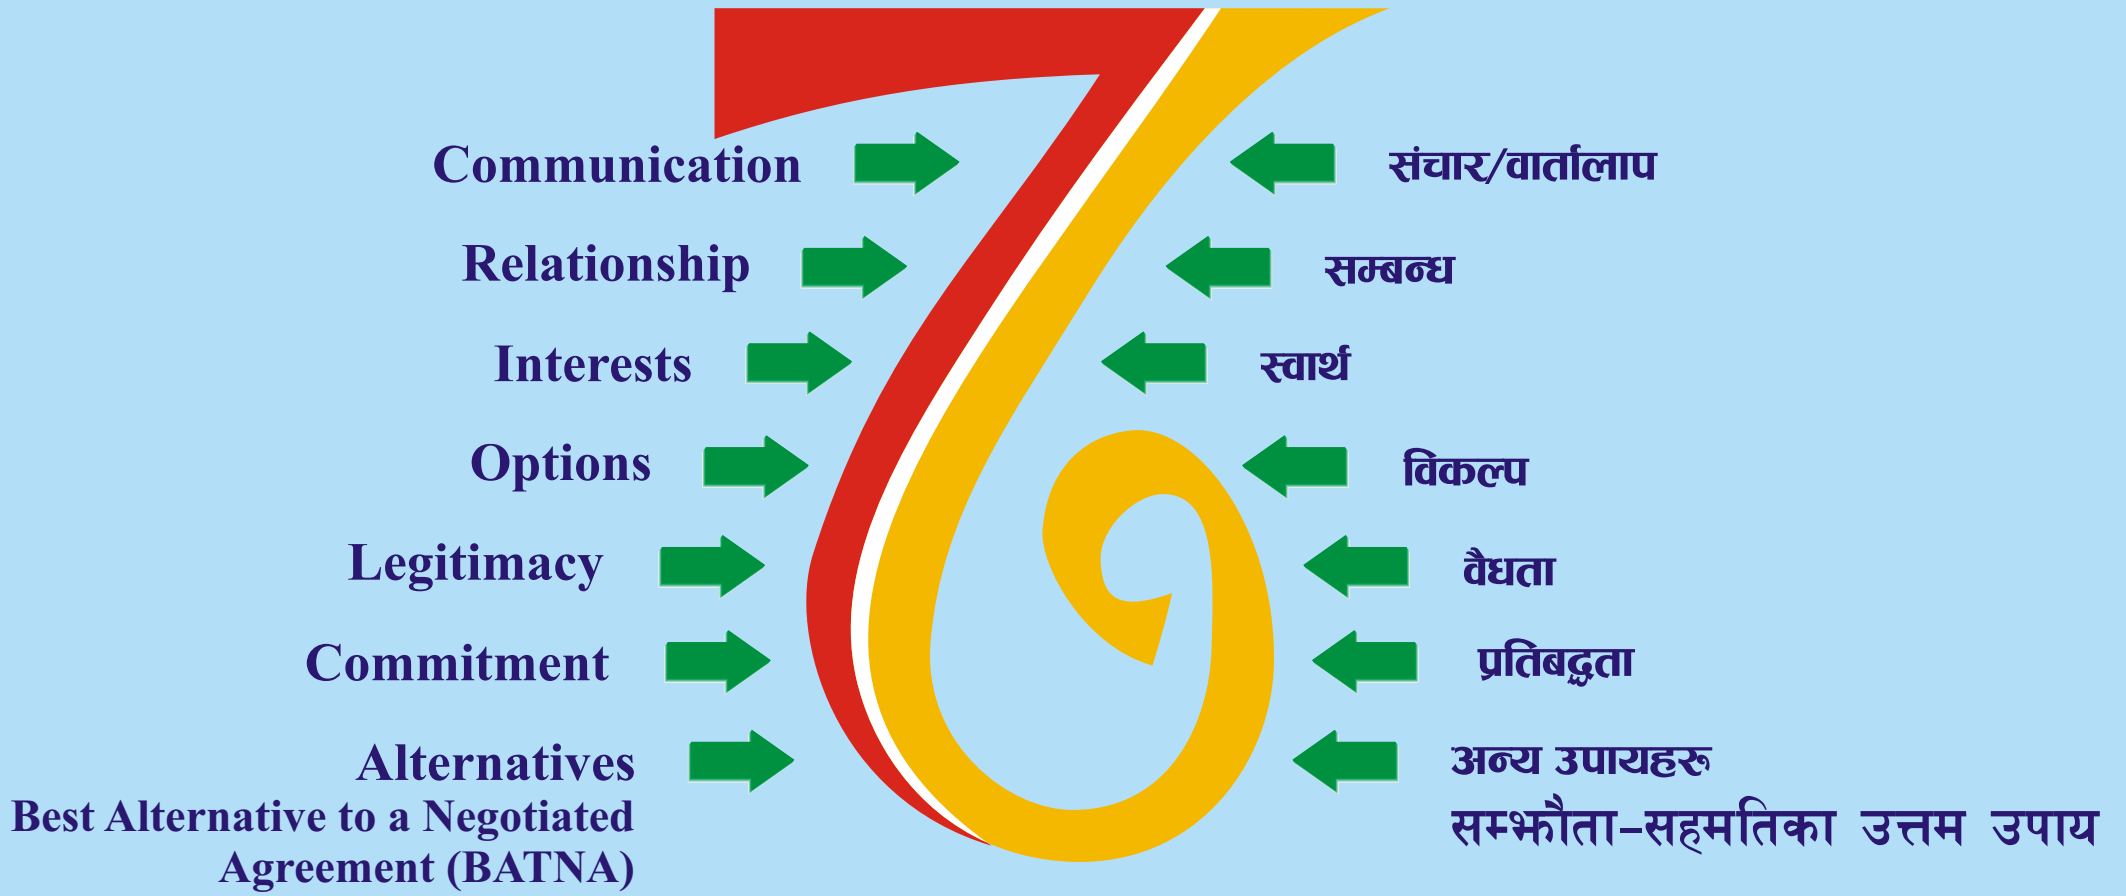 Communication संचार/वार्तालाप
Relationship सम्बन्ध
Interests स्वार्थ
Options विकल्प
Legitimacy वैधता
Commitment प्रतिबद्धता
Alternatives अन्य उपायहरू
Best Alternative to a Negotiated सम्झौता-सहमतिका उत्तम उपाय
Agreement (BATNA)